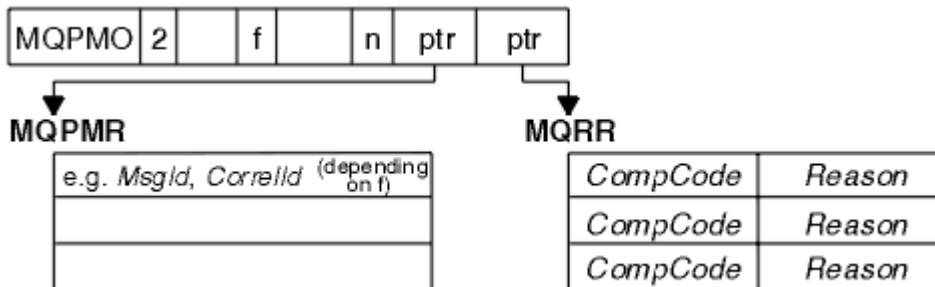 MQPMO 2 f n ptr ptr
MQPMR MQRR
e.g. MsgId, CorrelId (depending on f) CompCode Reason
CompCode Reason
CompCode Reason